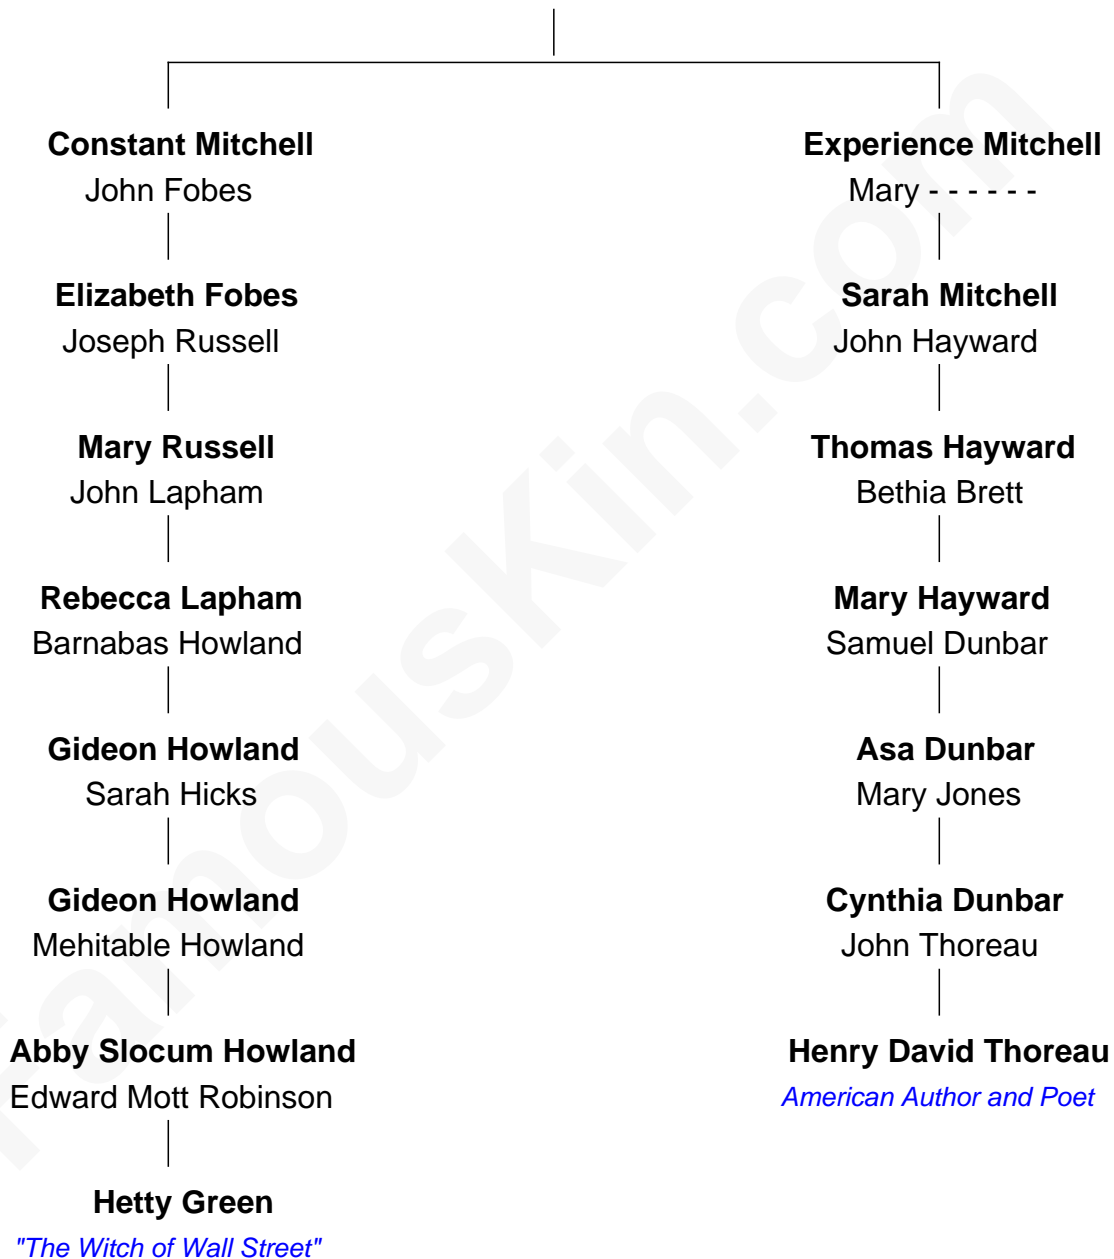 Constant Mitchell
John Fobes
Elizabeth Fobes
Joseph Russell
Mary Russell
John Lapham
Rebecca Lapham
Barnabas Howland
Gideon Howland
Sarah Hicks
Gideon Howland
Mehitable Howland
Abby Slocum Howland
Edward Mott Robinson
Hetty Green
"The Witch of Wall Street"
Experience Mitchell
Mary - - - - - -
Sarah Mitchell
John Hayward
Thomas Hayward
Bethia Brett
Mary Hayward
Samuel Dunbar
Asa Dunbar
Mary Jones
Cynthia Dunbar
John Thoreau
Henry David Thoreau
American Author and Poet
FamousKin.com